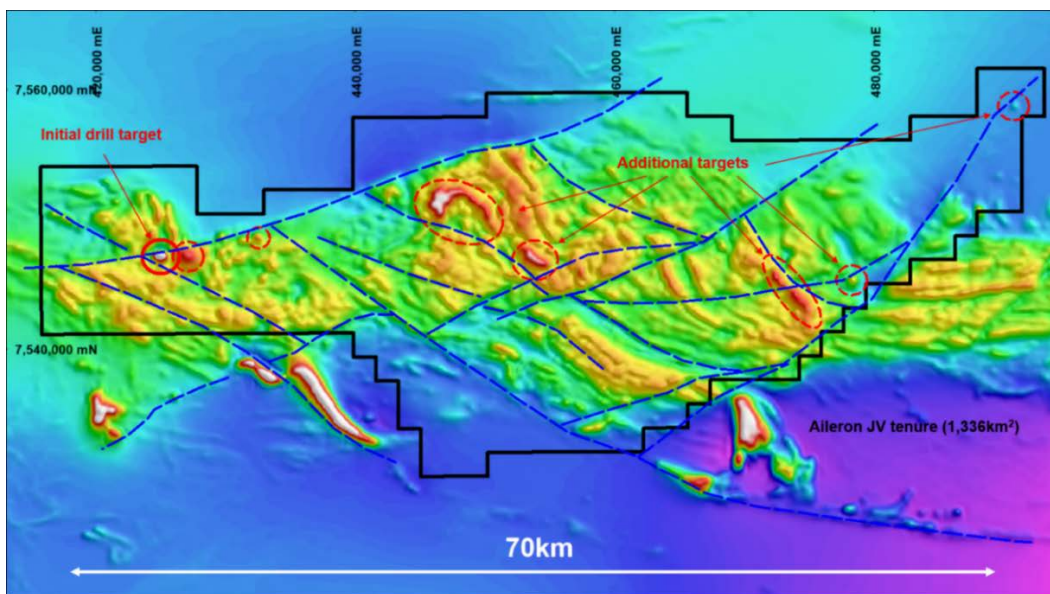 420,000 mE
440,000 mE
460,000 mE
480,000 mE
7,560,000 mN
Initial drill target
Additional targets
7,540,000 mN
Aileron JV tenure (1,336km²)
70km